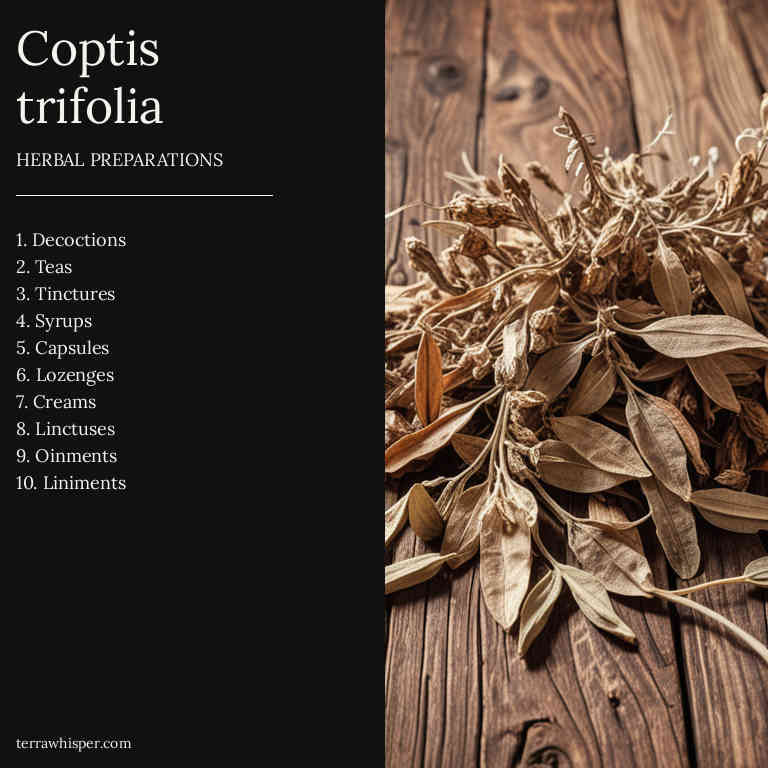 Coptis
trifolia
HERBAL PREPARATIONS
1. Decoctions
2. Teas
3. Tinctures
4. Syrups
5. Capsules
6. Lozenges
7. Creams
8. Linctuses
9. Oinments
10. Liniments
terrawhisper.com